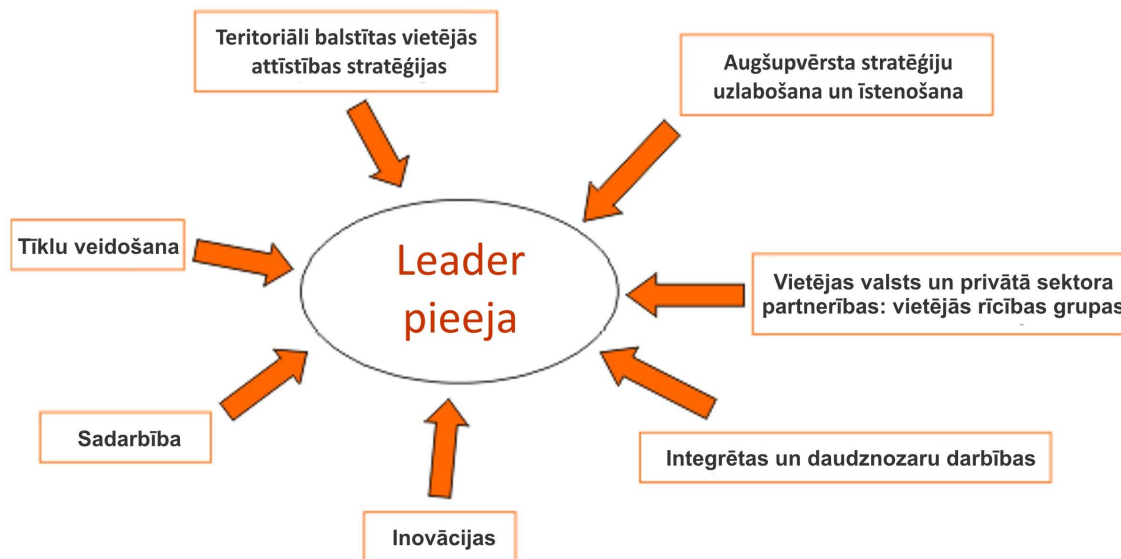 Teritoriāli balstītas vietējās
attīstības stratēģijas
Augšupvērsta stratēģiju
uzlabošana un īstenošana
Tīklu veidošana
Leader
pieeja
Vietējas valsts un privātā sektora
partnerības: vietējās rīcības grupas
Sadarbība
Integrētas un daudznozaru darbības
Inovācijas